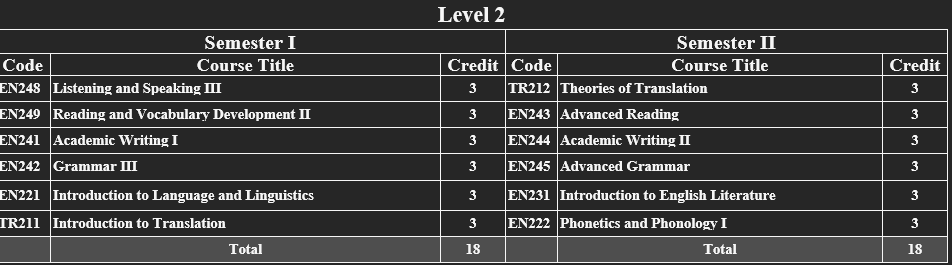 Level 2
Semester I Semester II
Code Course Title Credit Code Course Title Credit
EN248 Listening and Speaking III 3 TR212 Theories of Translation 3
EN249 Reading and Vocabulary Development II 3 EN243 Advanced Reading 3
EN241 Academic Writing I 3 EN244 Academic Writing II 3
EN242 Grammar III 3 EN245 Advanced Grammar 3
EN221 Introduction to Language and Linguistics 3 EN231 Introduction to English Literature 3
TR211 Introduction to Translation 3 EN222 Phonetics and Phonology I 3
Total 18 Total 18